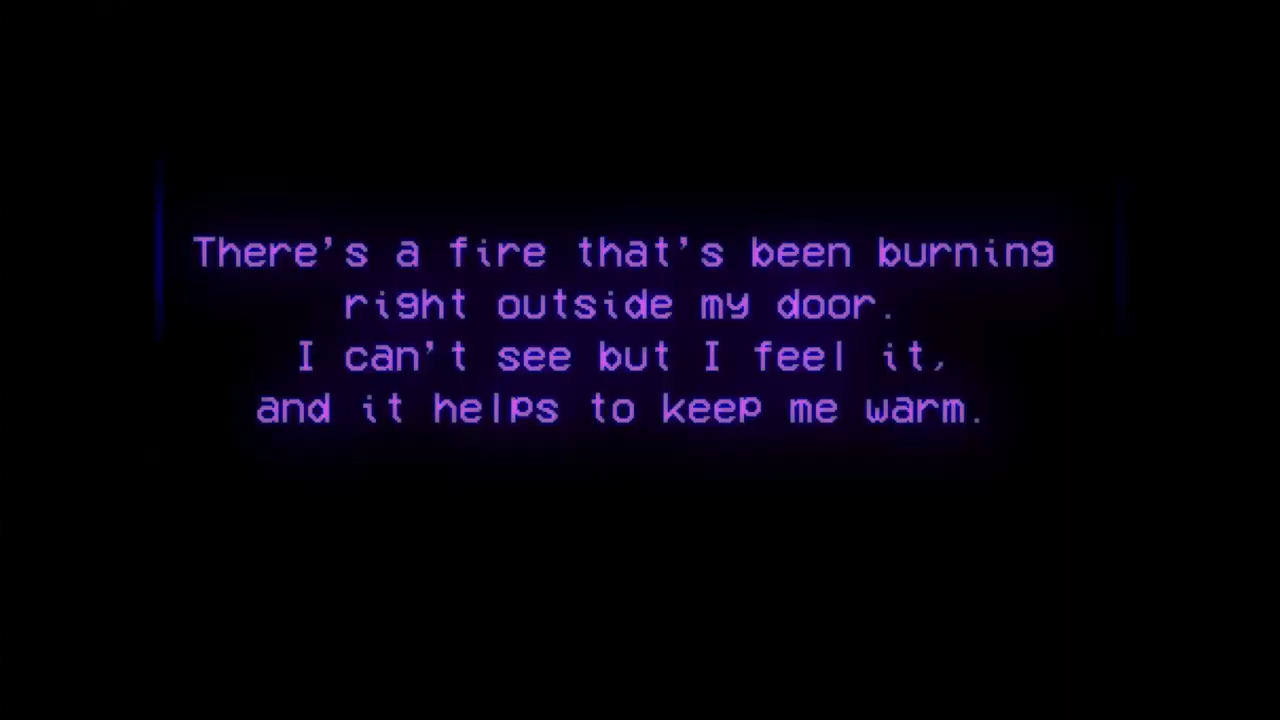 There's a fire that's been burning
right outside my door.
I can't see but I feel it,
and it helps to keep me warm.